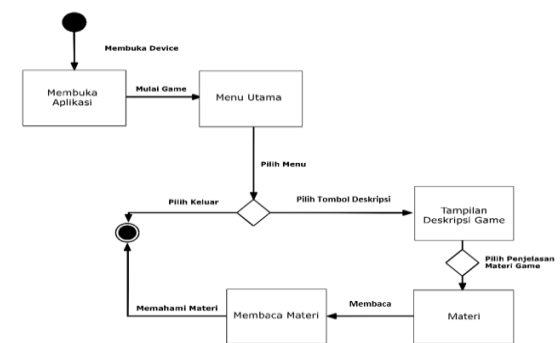 Membuka Device
Membuka
Aplikasi
Mulai Game
Menu Utama
Pilih Menu
Pilih Keluar
Pilih Tombol Deskripsi
Tampilan
Deskripsi Game
Pilih Penjelasan
Materi Game
Materi
Membaca
Membaca Materi
Memahami Materi